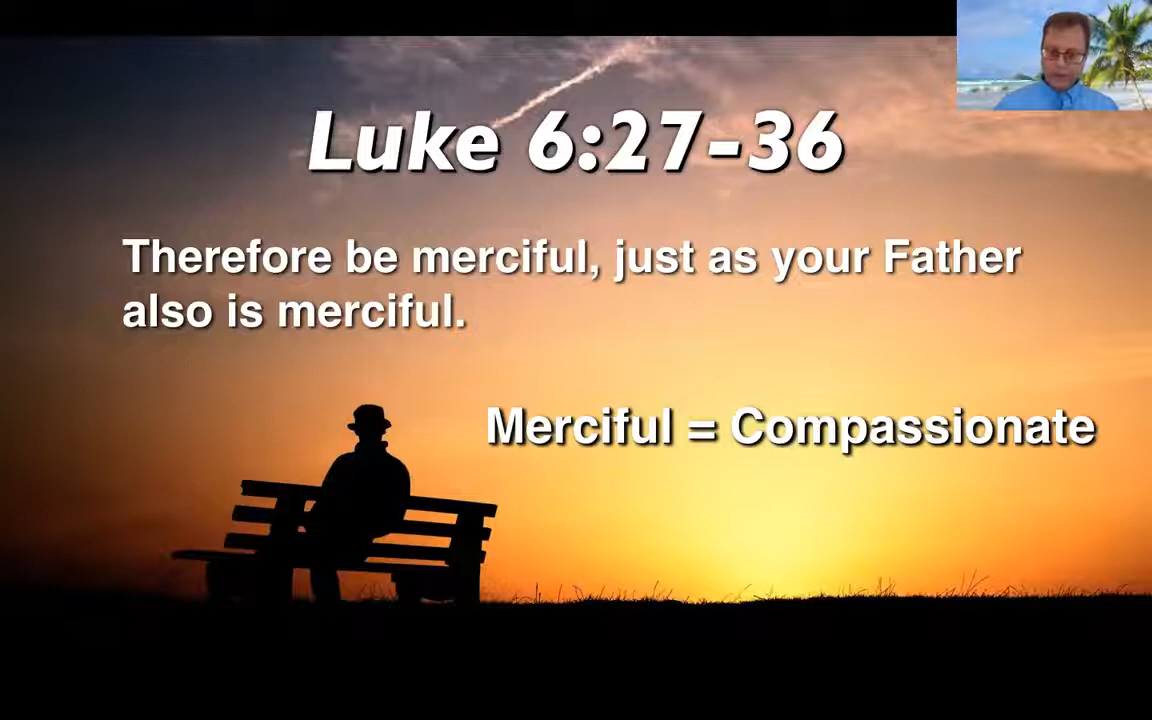 Luke 6:27-36
Therefore be merciful, just as your Father
also is merciful.
Merciful = Compassionate